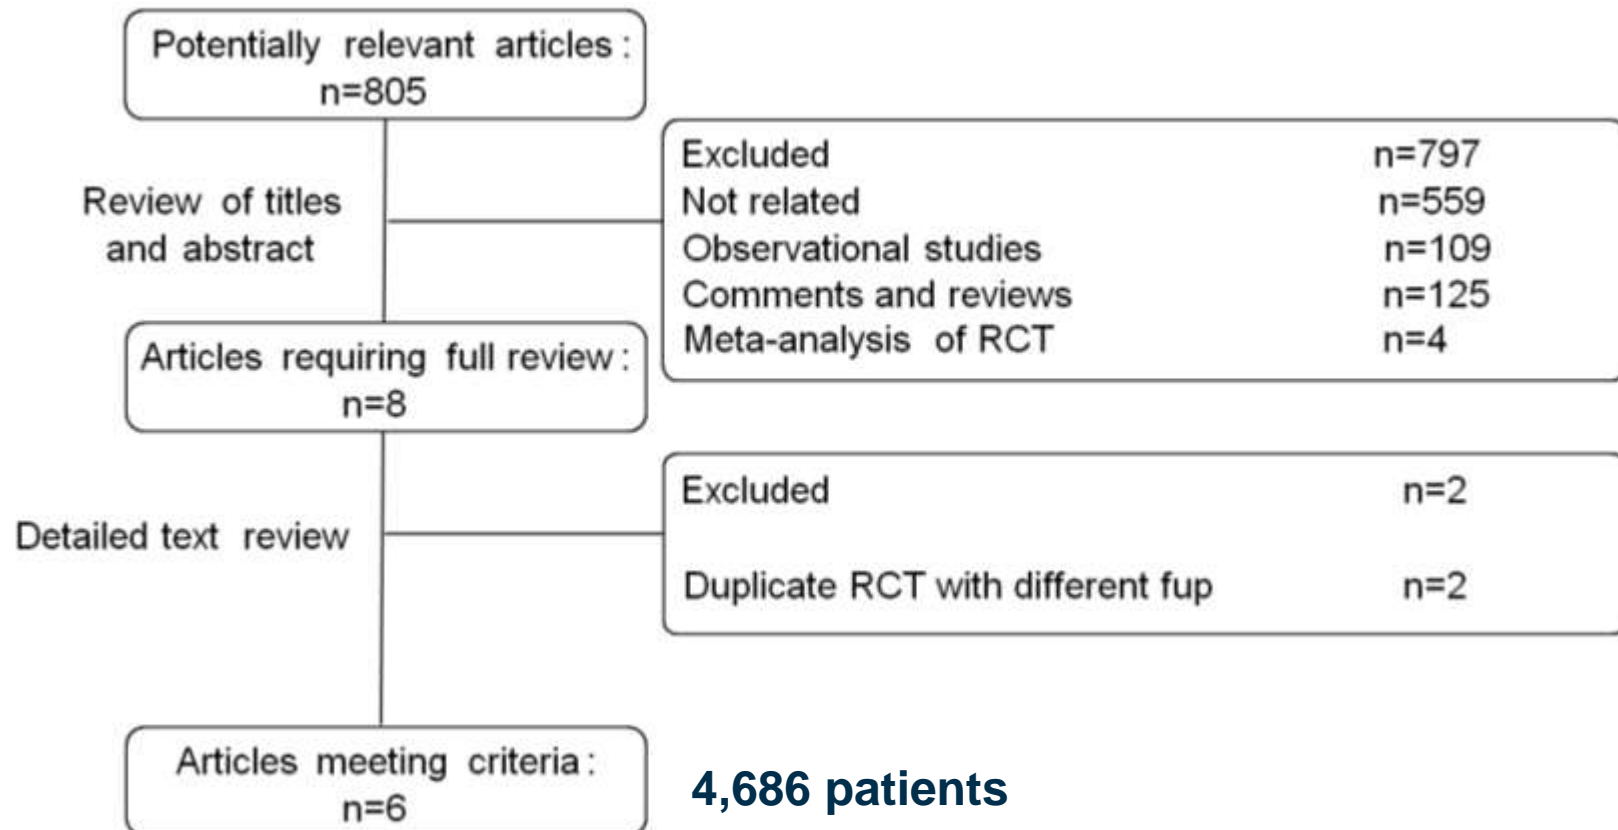 Potentially relevant articles :
n=805
Review of titles
and abstract
Excluded n=797
Not related n=559
Observational studies n=109
Comments and reviews n=125
Meta-analysis of RCT n=4
Articles requiring full review :
n=8
Detailed text review
Excluded n=2
Duplicate RCT with different fup n=2
Articles meeting criteria :
n=6
4,686 patients